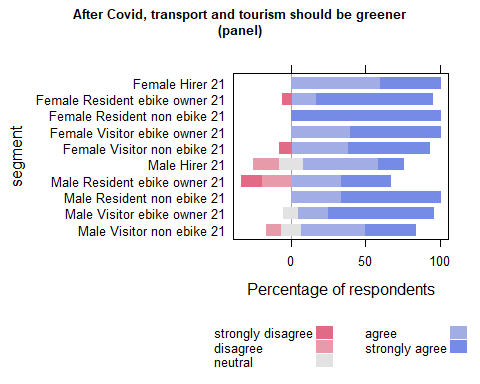 After Covid, transport and tourism should be greener
(panel)
segment
Female Hirer 21
Female Resident ebike owner 21
Female Resident non ebike 21
Female Visitor ebike owner 21
Female Visitor non ebike 21
Male Hirer 21
Male Resident ebike owner 21
Male Resident non ebike 21
Male Visitor ebike owner 21
Male Visitor non ebike 21
0 50 100
Percentage of respondents
strongly disagree agree
disagree strongly agree
neutral